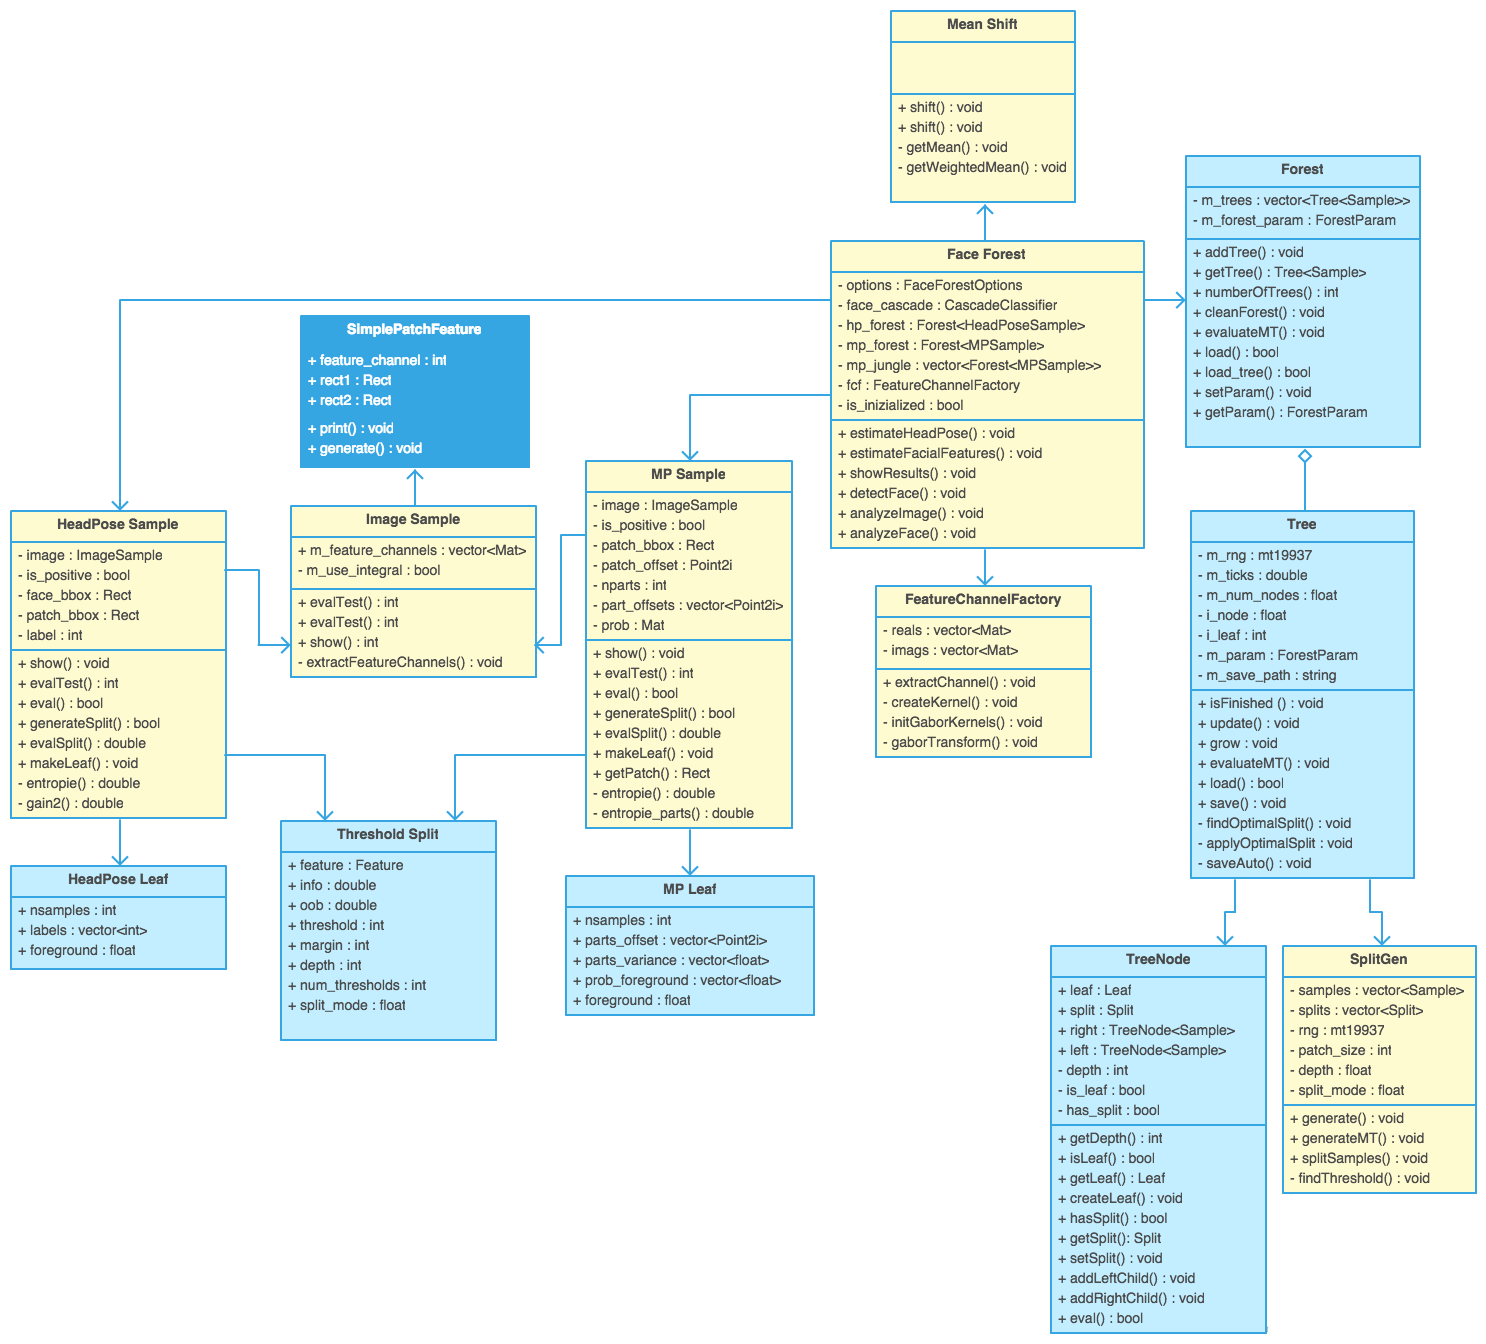 Mean Shift
+ shift() : void
+ shift() : void
- getMean() : void
- getWeightedMean() : void
Forest
- m_trees : vector<Tree<Sample>>
- m_forest_param : ForestParam
+ addTree() : void
+ getTree() : Tree<Sample>
+ numberOfTrees() : int
+ cleanForest() : void
+ evaluateMT() : void
+ load() : bool
+ load_tree() : bool
+ setParam() : void
+ getParam() : ForestParam
Face Forest
- options : FaceForestOptions
- face_cascade : CascadeClassifier
- hp_forest : Forest<HeadPoseSample>
- mp_forest : Forest<MPSample>
- mp_jungle : vector<Forest<MPSample>>
- fcf : FeatureChannelFactory
- is_inizialized : bool
+ estimateHeadPose() : void
+ estimateFacialFeatures() : void
+ showResults() : void
+ detectFace() : void
+ analyzeImage() : void
+ analyzeFace() : void
SImplePatchFeature
+ feature_channel : int
+ rect1 : Rect
+ rect2 : Rect
+ print() : void
+ generate() : void
MP Sample
- image : ImageSample
- is_positive : bool
- patch_bbox : Rect
- patch_offset : Point2i
- nparts : int
- part_offsets : vector<Point2i>
- prob : Mat
+ show() : void
+ evalTest() : int
+ eval() : bool
+ generateSplit() : bool
+ evalSplit() : double
+ makeLeaf() : void
+ getPatch() : Rect
- entropie() : double
- entropie_parts() : double
HeadPose Sample
- image : ImageSample
- is_positive : bool
- face_bbox : Rect
- patch_bbox : Rect
- label : int
+ show() : void
+ evalTest() : int
+ eval() : bool
+ generateSplit() : bool
+ evalSplit() : double
+ makeLeaf() : void
- entropie() : double
- gain2() : double
Image Sample
+ m_feature_channels : vector<Mat>
- m_use_integral : bool
+ evalTest() : int
+ evalTest() : int
+ show() : int
- extractFeatureChannels() : void
Tree
- m_rng : mt19937
- m_ticks : double
- m_num_nodes : float
- i_node : float
- i_leaf : int
- m_param : ForestParam
- m_save_path : string
+ isFinished () : void
+ update() : void
+ grow : void
+ evaluateMT() : void
+ load() : bool
+ save() : void
- findOptimalSplit() : void
- applyOptimalSplit : void
- saveAuto() : void
FeatureChannelFactory
- reals : vector<Mat>
- imags : vector<Mat>
+ extractChannel() : void
- createKernel() : void
- initGaborKernels() : void
- gaborTransform() : void
Threshold Split
+ feature : Feature
+ info : double
+ oob : double
+ threshold : int
+ margin : int
+ depth : int
+ num_thresholds : int
+ split_mode : float
HeadPose Leaf
+ nsamples : int
+ labels : vector<int>
+ foreground : float
MP Leaf
+ nsamples : int
+ parts_offset : vector<Point2i>
+ parts_variance : vector<float>
+ prob_foreground : vector<float>
+ foreground : float
TreeNode
+ leaf : Leaf
+ split : Split
+ right : TreeNode<Sample>
+ left : TreeNode<Sample>
- depth : int
- is_leaf : bool
- has_split : bool
+ getDepth() : int
+ isLeaf() : bool
+ getLeaf() : Leaf
+ createLeaf() : void
+ hasSplit() : bool
+ getSplit(): Split
+ setSplit() : void
+ addLeftChild() : void
+ addRightChild() : void
+ eval() : bool
SplitGen
- samples : vector<Sample>
- splits : vector<Split>
- rng : mt19937
- patch_size : int
- depth : float
- split_mode : float
+ generate() : void
+ generateMT() : void
+ splitSamples() : void
- findThreshold() : void